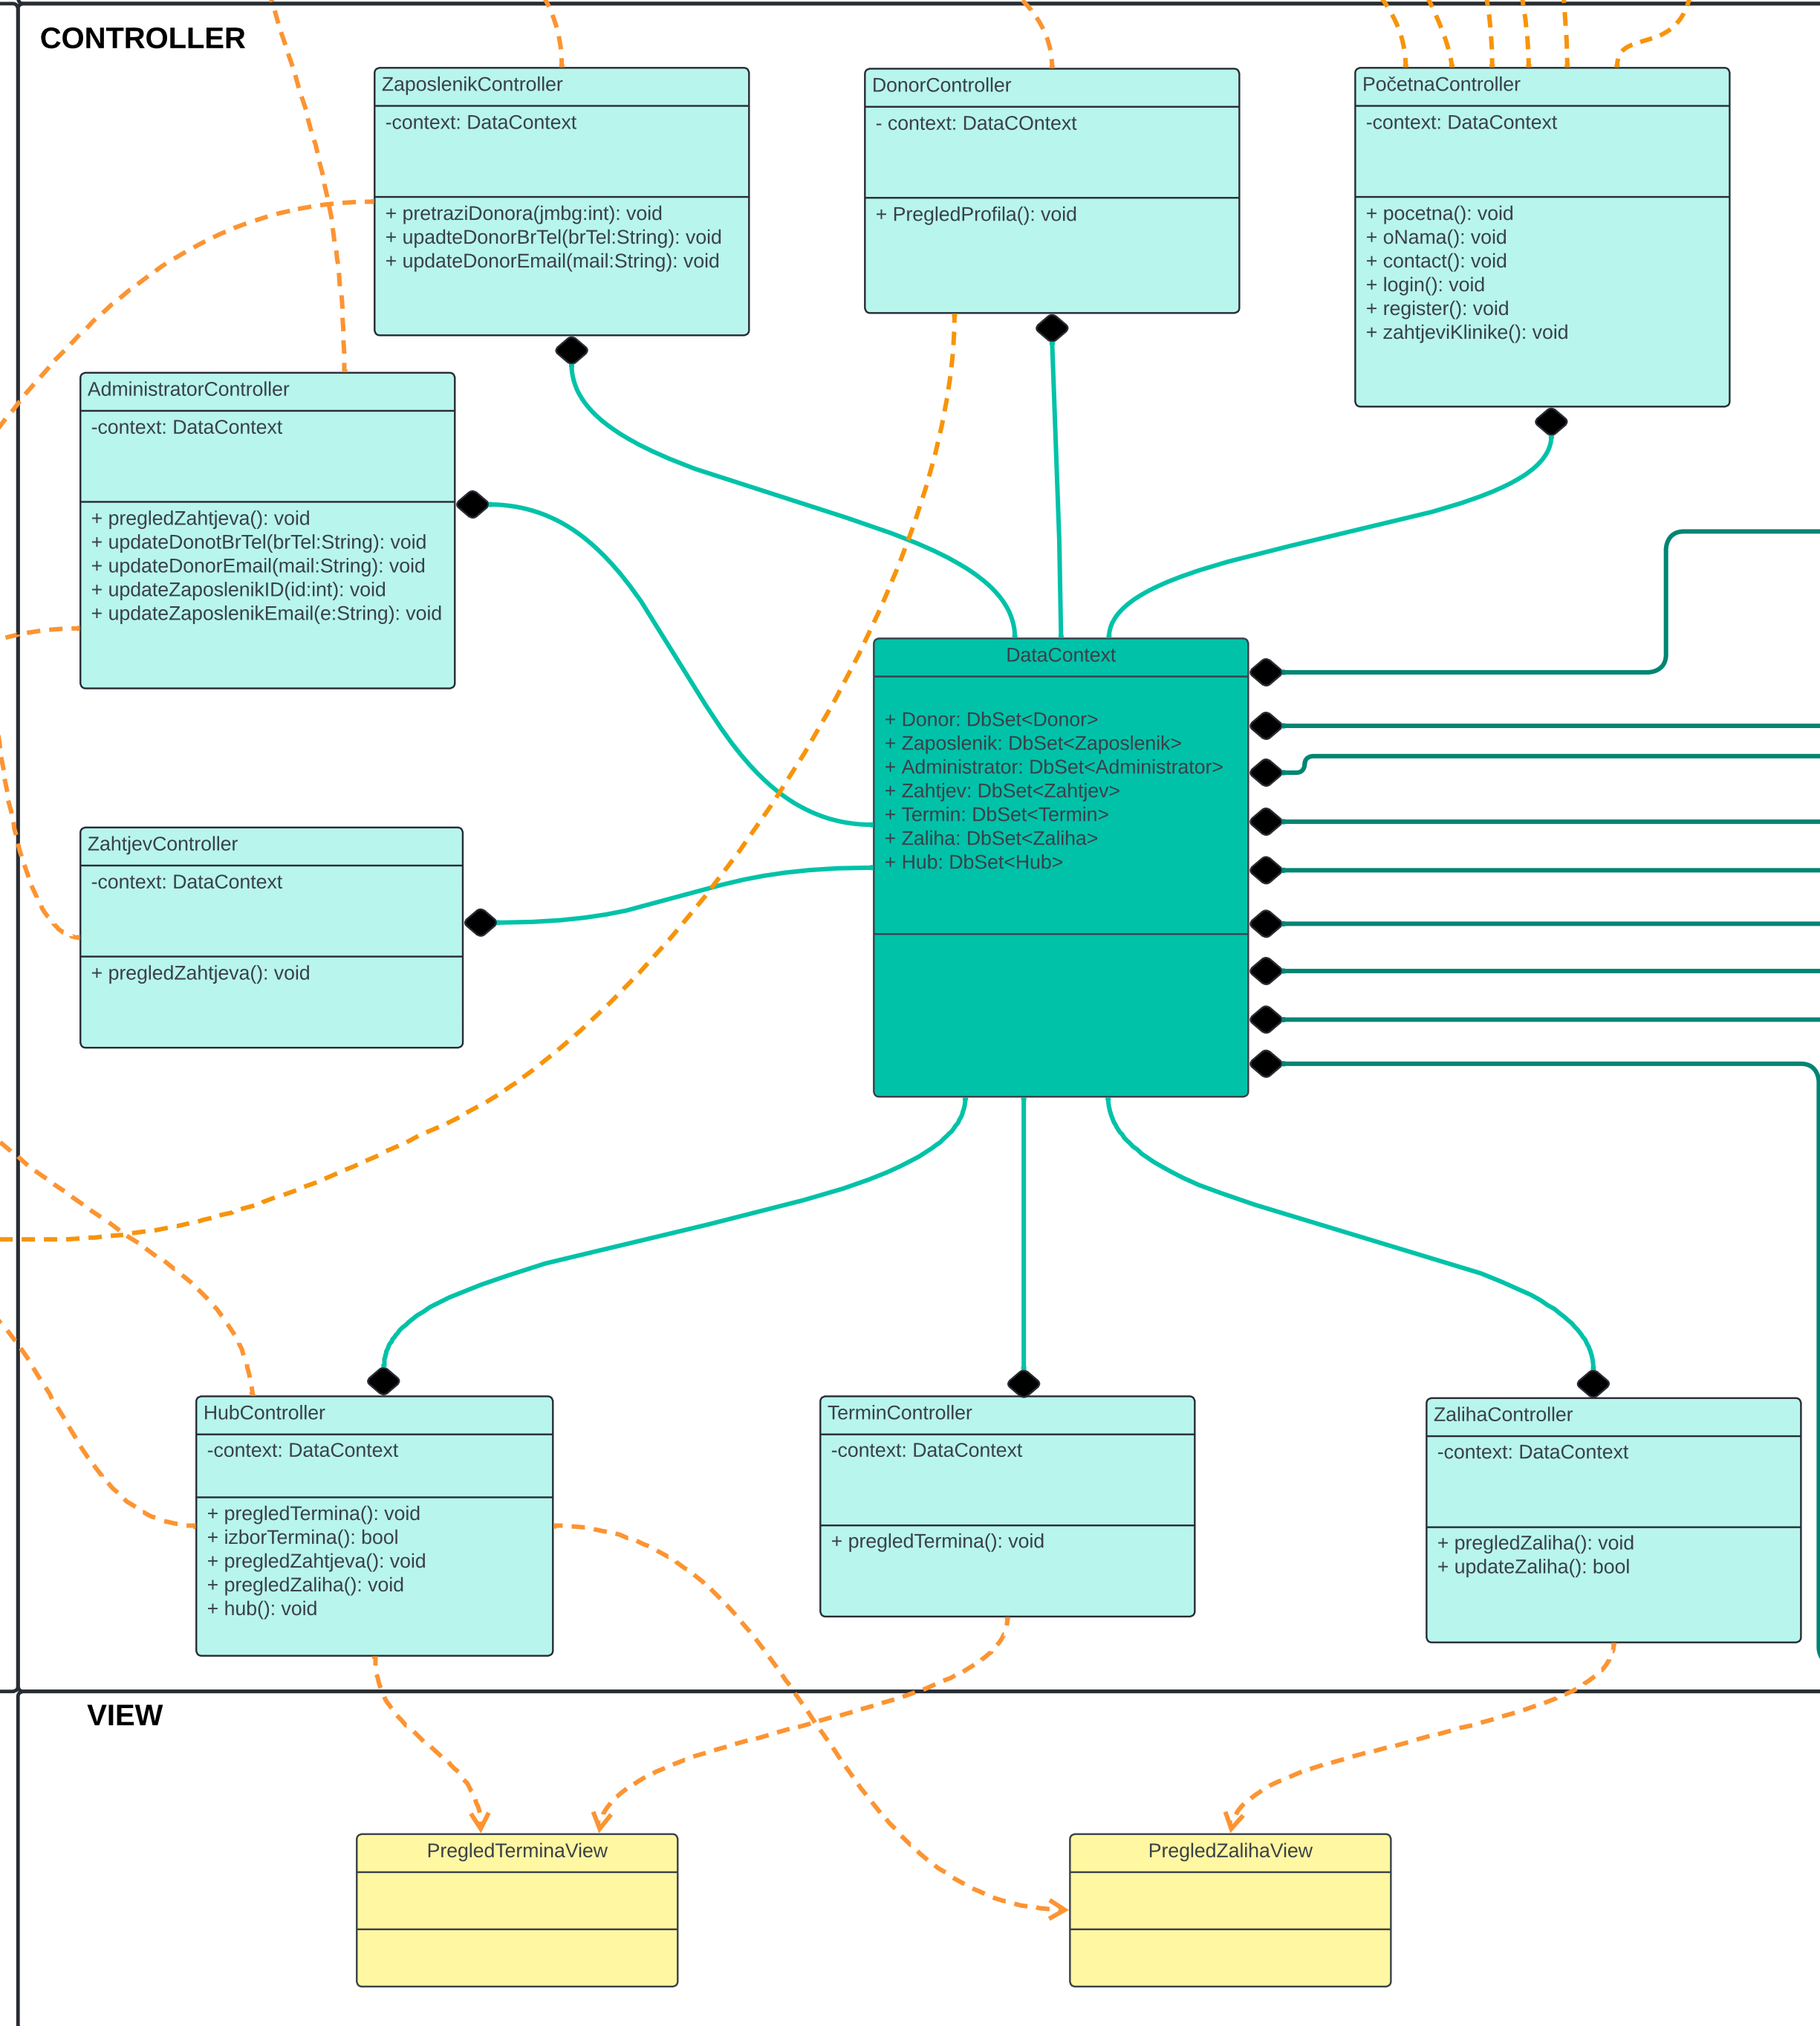 CONTROLLER
ZaposlenikController
-context: DataContext
+ pretraziDonora(jmbg:int): void
+ upadteDonorBrTel(brTel:String): void
+ updateDonorEmail(mail:String): void
DonorController
- context: DataCOntext
+ PregledProfila(): void
PočetnaController
-context: DataContext
+ pocetna(): void
+ oNama(): void
+ contact(): void
+ login(): void
+ register(): void
+ zahtjeviKlinike(): void
AdministratorController
-context: DataContext
+ pregledZahtjeva(): void
+ updateDonotBrTel(brTel:String): void
+ updateDonorEmail(mail:String): void
+ updateZaposlenikID(id:int): void
+ updateZaposlenikEmail(e:String): void
DataContext
+ Donor: DbSet<Donor>
+ Zaposlenik: DbSet<Zaposlenik>
+ Administrator: DbSet<Administrator>
+ Zahtjev: DbSet<Zahtjev>
+ Termin: DbSet<Termin>
+ Zaliha: DbSet<Zaliha>
+ Hub: DbSet<Hub>
ZahtjevController
-context: DataContext
+ pregledZahtjeva(): void
HubController
-context: DataContext
+ pregledTermina(): void
+ izborTermina(): bool
+ pregledZahtjeva(): void
+ pregledZaliha(): void
+ hub(): void
TerminController
-context: DataContext
+ pregledTermina(): void
ZalihaController
-context: DataContext
+ pregledZaliha(): void
+ updateZaliha(): bool
VIEW
PregledTerminaView
PregledZalihaView